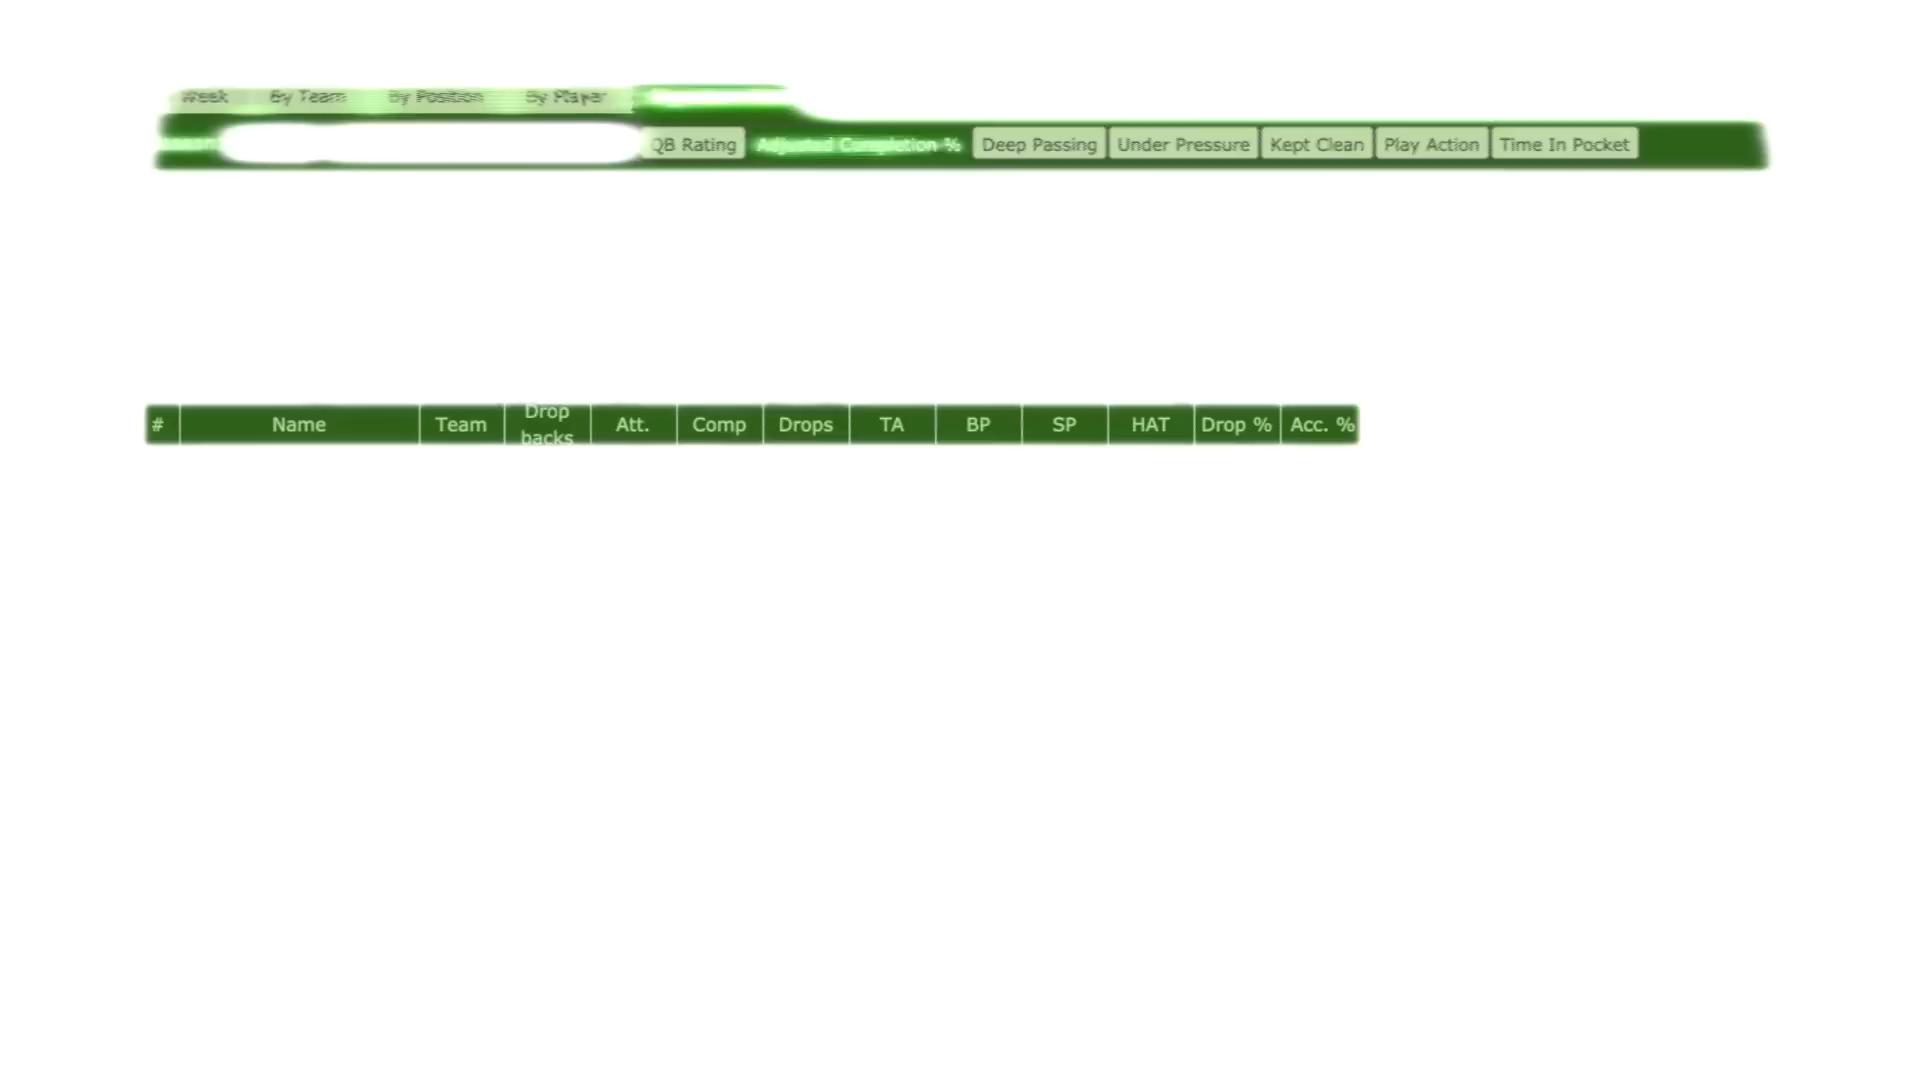 Week By Team By Position By Player
QB Rating Adjusted Completion % Deep Passing Under Pressure Kept Clean Play Action Time In Pocket
# Name Team Drop backs Att. Comp Drops TA BP SP HAT Drop % Acc. %